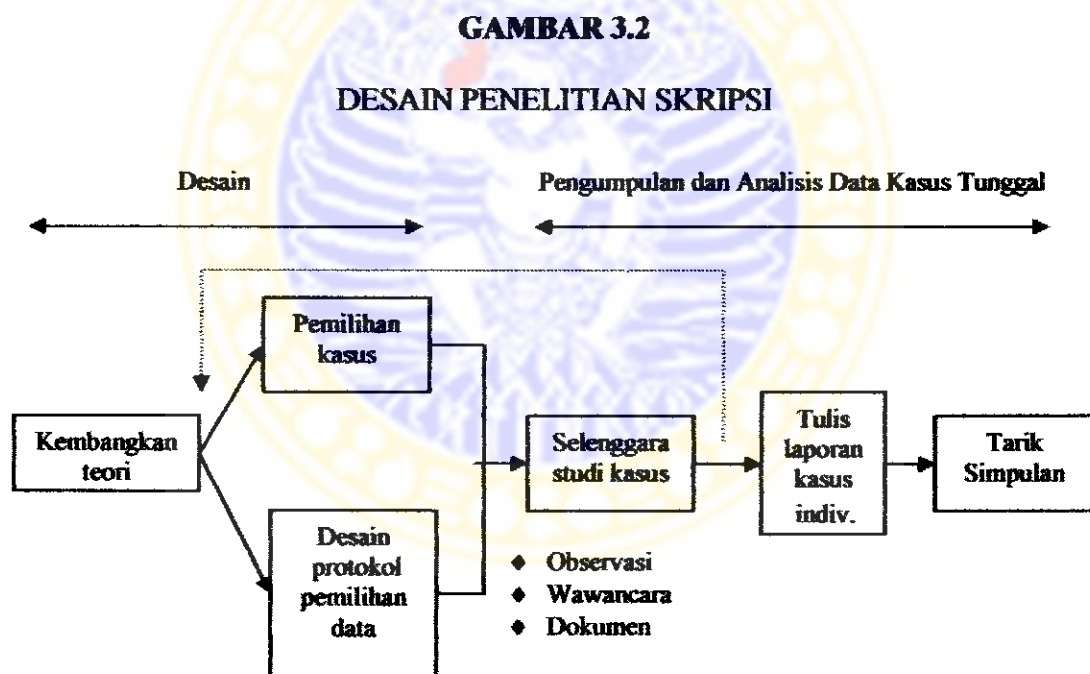 GAMBAR 3.2
DESAIN PENELITIAN SKRIPSI
Desain
Pengumpulan dan Analisis Data Kasus Tunggal
Pemilihan
kasus
Kembangkan
teori
Desain
protokol
pemilihan
data
Selenggara
studi kasus
Observasi
Wawancara
Dokumen
Tulis
laporan
kasus
indiv.
Tarik
Simpulan